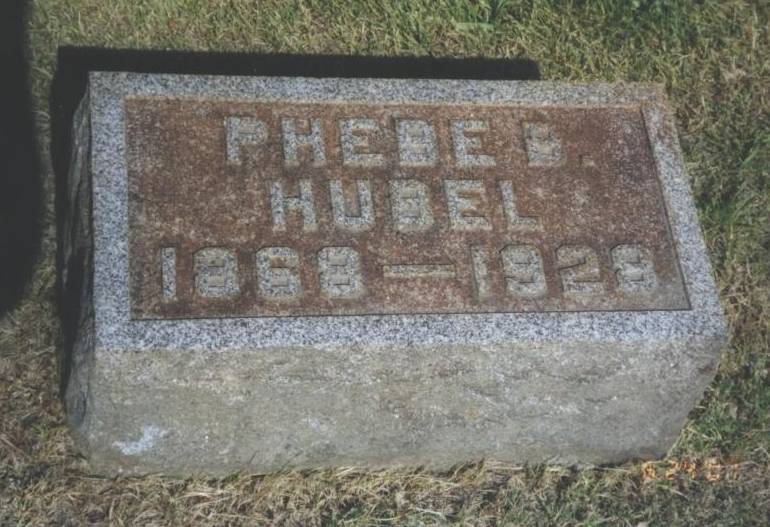 PHEBE B.
HUBEL
1868 — 1928